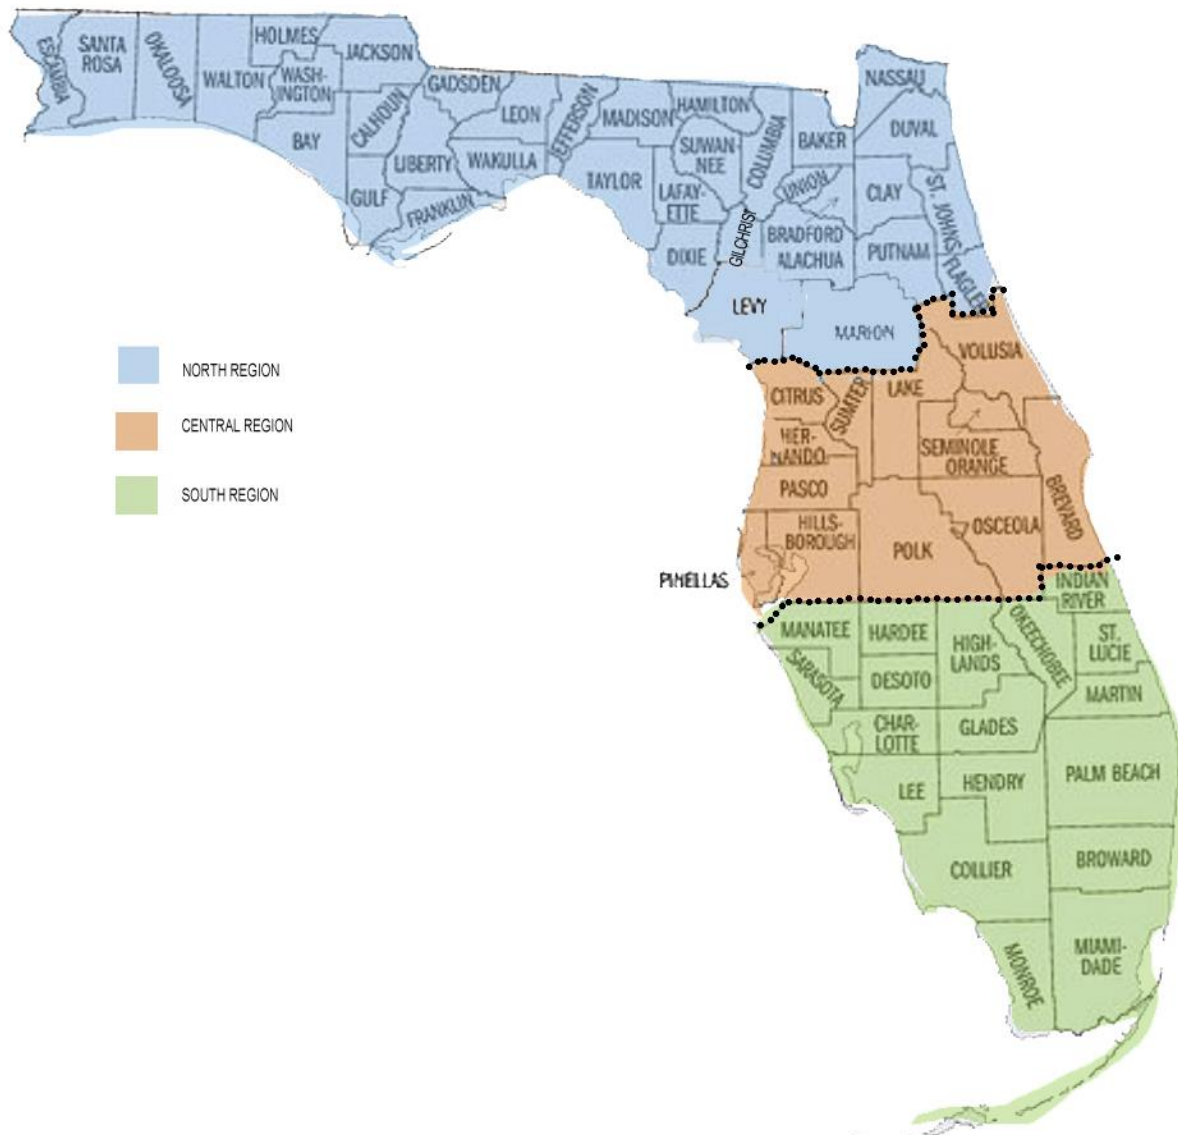 HOLMES
JACKSON
ESCAMBIA
SANTA
ROSA
OKALOOSA
WALTON
WASH-
INGTON
BAY
CALHOUN
GULF
GADSDEN
LIBERTY
FRANKLIN
LEON
WAKULLA
JEFFERSON
MADISON
TAYLOR
HAMILTON
SUWAN-
NEE
LAFAY-
ETTE
DIXIE
COLUMBIA
GILCHRIST
BAKER
UNION
BRADFORD
ALACHUA
NASSAU
DUVAL
CLAY
ST. JOHNS
PUTNAM
FLAGLER
LEVY
MARION
NORTH REGION
CENTRAL REGION
SOUTH REGION
VOLUSIA
CITRUS
SUMTER
LAKE
HER-
NANDO
SEMINOLE
ORANGE
PASCO
HILLS-
BOROUGH
POLK
OSCEOLA
BREVARD
PINELLAS
INDIAN
RIVER
MANATEE
HARDEE
HIGH-
LANDS
OKEECHOBEE
ST.
LUCIE
SARASOTA
DESOTO
MARTIN
CHAR-
LOTTE
GLADES
LEE
HENDRY
PALM BEACH
COLLIER
BROWARD
MONROE
MIAMI-
DADE